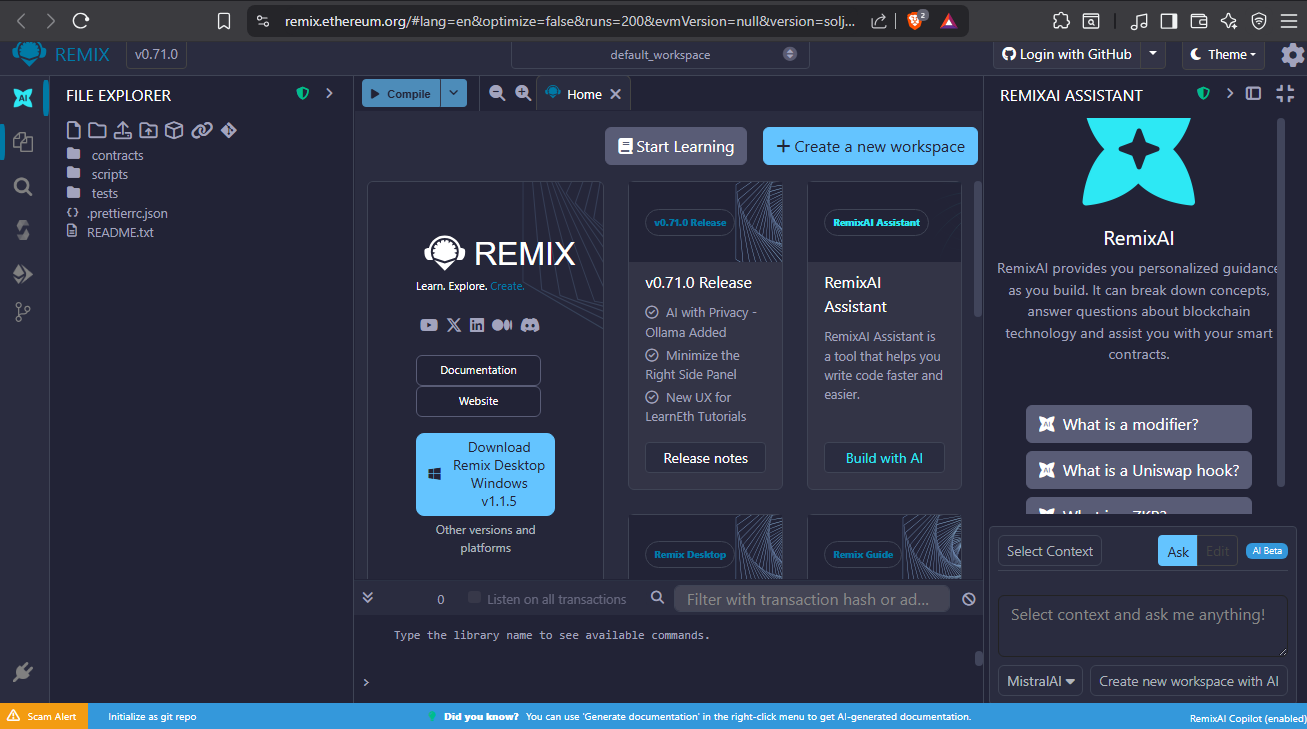 remix.ethereum.org/#lang=en&optimize=false&runs=200&evmVersion=null&version=solj...
2
REMIX
v0.71.0
default_workspace
Login with GitHub
Theme
FILE EXPLORER
contracts
scripts
tests
.prettierrc.json
README.txt
Compile
Home
Start Learning
+ Create a new workspace
REMIX
Learn. Explore. Create.
Documentation
Website
Download
Remix Desktop
Windows
v1.1.5
Other versions and
platforms
v0.71.0 Release
v0.71.0 Release
AI with Privacy -
Ollama Added
Minimize the
Right Side Panel
New UX for
LearnEth Tutorials
Release notes
RemixAI Assistant
RemixAI
Assistant
RemixAI Assistant is
a tool that helps you
write code faster and
easier.
Build with AI
Remix Desktop
Remix Guide
0
Listen on all transactions
Filter with transaction hash or ad...
Type the library name to see available commands.
>
REMIXAI ASSISTANT
RemixAI
RemixAI provides you personalized guidance
as you build. It can break down concepts,
answer questions about blockchain
technology and assist you with your smart
contracts.
AI What is a modifier?
AI What is a Uniswap hook?
What is a ZKP?
Select Context
Ask
Edit
AI Beta
Select context and ask me anything!
MistralAI
Create new workspace with AI
AI
Scam Alert
Initialize as git repo
Did you know? You can use 'Generate documentation' in the right-click menu to get AI-generated documentation.
RemixAI Copilot (enabled)